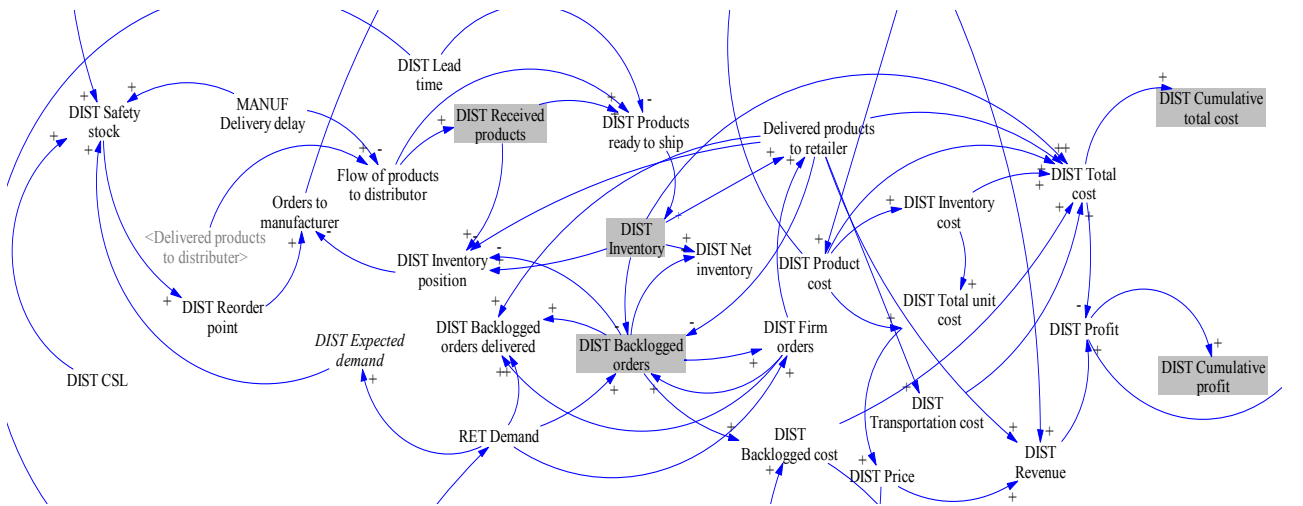 DIST Lead
time
DIST Safety
stock
MANUF
Delivery delay
DIST Received
products
DIST Products
ready to ship
Delivered products
to retailer
DIST Cumulative
total cost
Flow of products
to distributor
DIST Total
cost
Orders to
manufacturer
<Delivered products
to distributer>
DIST
Inventory
DIST Inventory
cost
DIST Net
inventory
DIST Inventory
position
DIST Product
cost
DIST Reorder
point
DIST Total unit
cost
DIST Expected
demand
DIST Backlogged
orders delivered
DIST Backlogged
orders
DIST Firm
orders
DIST Profit
DIST CSL
DIST Cumulative
profit
DIST
Transportation cost
RET Demand
DIST
Backlogged cost
DIST Price
DIST
Revenue